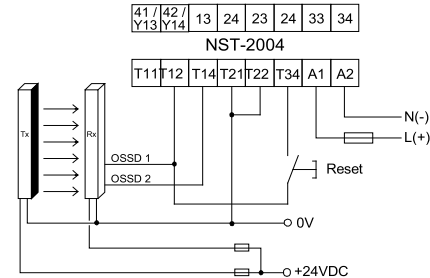 41 / 42 / 13 24 23 24 33 34
Y13 Y14
NST-2004
T11 T12 T14 T21 T22 T34 A1 A2
N(-)
L(+)
Tx Rx
OSSD 1
Reset
OSSD 2
0V
+24VDC